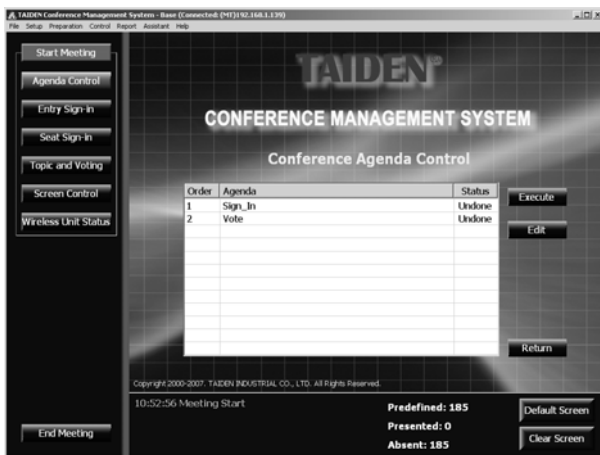 TAIDEN Conference Management System - Base (Connected: (MT)192.168.1.139)
File Setup Preparation Control Report Assistant Help
Start Meeting
Agenda Control
Entry Sign-in
Seat Sign-in
Topic and Voting
Screen Control
Wireless Unit Status
End Meeting
TAIDEN®
CONFERENCE MANAGEMENT SYSTEM
Conference Agenda Control
Order Agenda Status
1 Sign_In Undone
2 Vote Undone
Execute
Edit
Return
Copyright 2000-2007. TAIDEN INDUSTRIAL CO., LTD. All Rights Reserved.
10:52:56 Meeting Start
Predefined: 185
Presented: 0
Absent: 185
Default Screen
Clear Screen